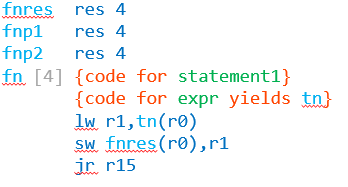 fnres res 4
fnp1 res 4
fnp2 res 4
fn [4] {code for statement1}
{code for expr yields tn}
lw r1,tn(r0)
sw fnres(r0),r1
jr r15